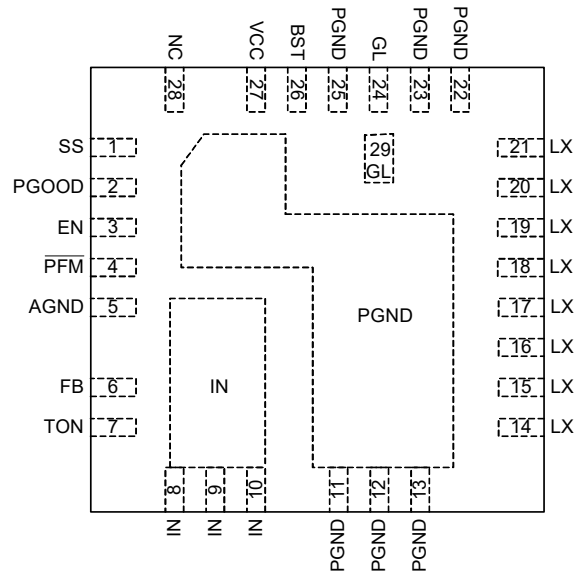 NC
VCC
BST
PGND
GL
PGND
PGND
28
27
26
25
24
23
22
SS 1
PGOOD 2
EN 3
PFM 4
AGND 5
FB 6
TON 7
29
GL
PGND
IN
21 LX
20 LX
19 LX
18 LX
17 LX
16 LX
15 LX
14 LX
8
9
10
11
12
13
IN
IN
IN
PGND
PGND
PGND